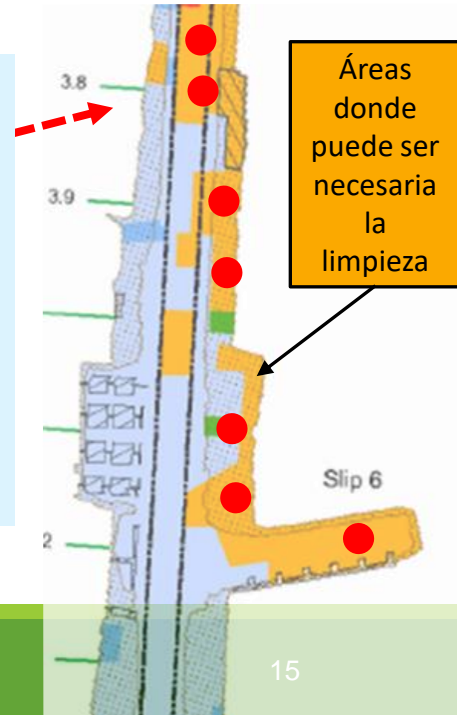 3.8
Áreas
donde
puede ser
necesaria
la
limpieza
3.9
Slip 6
2
15